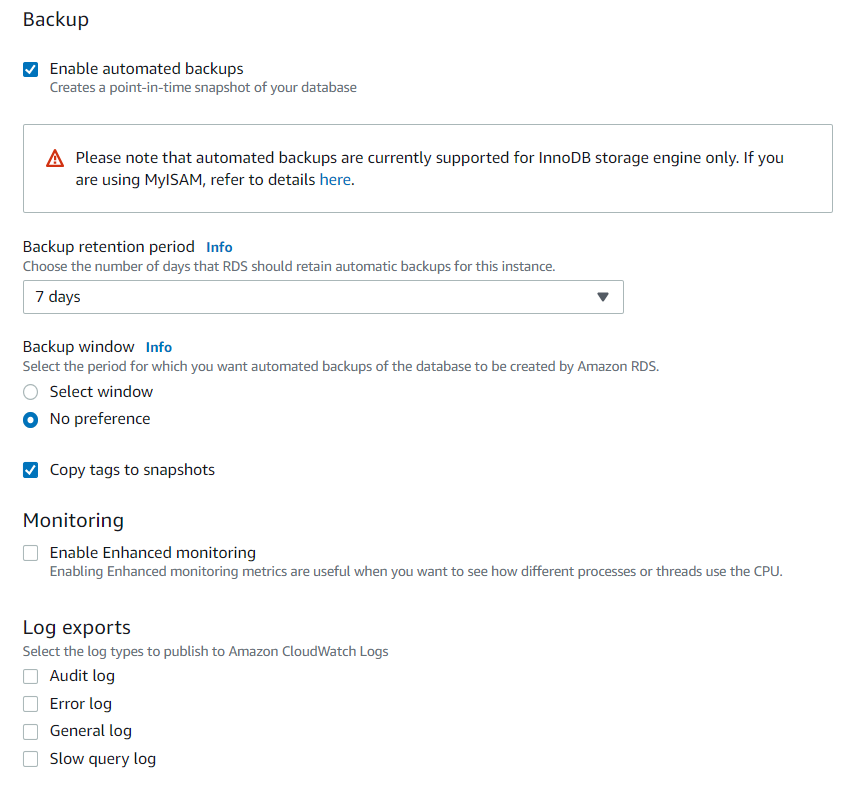 Backup
Enable automated backups
Creates a point-in-time snapshot of your database
Please note that automated backups are currently supported for InnoDB storage engine only. If you
are using MyISAM, refer to details here.
Backup retention period Info
Choose the number of days that RDS should retain automatic backups for this instance.
7 days
Backup window Info
Select the period for which you want automated backups of the database to be created by Amazon RDS.
Select window
No preference
Copy tags to snapshots
Monitoring
Enable Enhanced monitoring
Enabling Enhanced monitoring metrics are useful when you want to see how different processes or threads use the CPU.
Log exports
Select the log types to publish to Amazon CloudWatch Logs
Audit log
Error log
General log
Slow query log